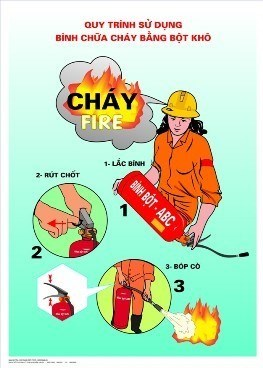 QUY TRÌNH SỬ DỤNG
BÌNH CHỮA CHÁY BẰNG BỘT KHÔ
CHÁY
FIRE
1- LẮC BÌNH
2- RÚT CHỐT
BÌNH BỘT - ABC
1
2
3- BÓP CÒ
3